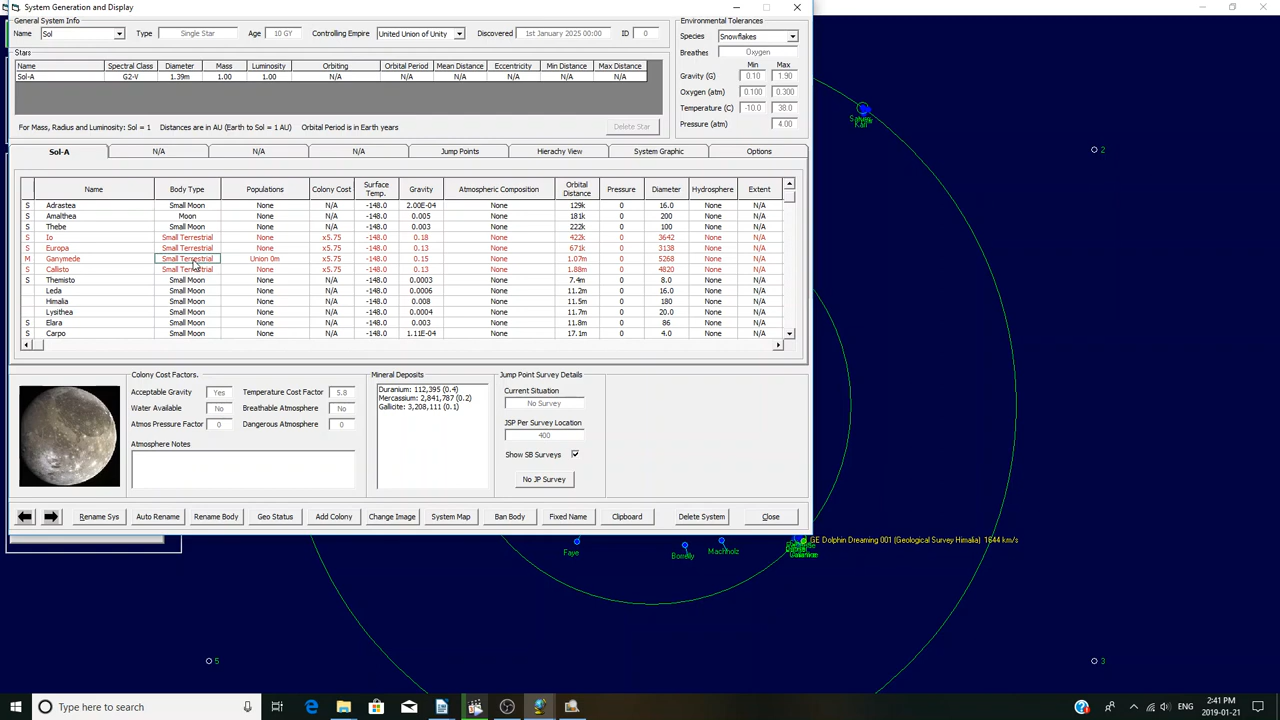 System Generation and Display
General System Info
Name Sol Type Single Star Age 10 GY Controlling Empire United Union of Unity Discovered 1st January 2025 00:00 ID 0
Stars
Name Spectral Class Diameter Mass Luminosity Orbiting Orbital Period Mean Distance Eccentricity Min Distance Max Distance
Sol-A G2-V 1.39m 1.00 1.00 N/A N/A N/A N/A N/A N/A
For Mass, Radius and Luminosity: Sol = 1 Distances are in AU (Earth to Sol = 1 AU) Orbital Period is in Earth years Delete Star
Environmental Tolerances
Species Snowflakes
Breathes Oxygen
Min Max
Gravity (G) 0.10 1.90
Oxygen (atm) 0.100 0.300
Temperature (C) -10.0 38.0
Pressure (atm) 4.00
Sol-A N/A N/A N/A Jump Points Hierachy View System Graphic Options
Name Body Type Populations Colony Cost Surface Temp. Gravity Atmospheric Composition Orbital Distance Pressure Diameter Hydrosphere Extent
S Adrastea Small Moon None N/A -148.0 2.00E-04 None 129k 0 16.0 None N/A
S Amalthea Moon None N/A -148.0 0.005 None 181k 0 200 None N/A
S Thebe Small Moon None N/A -148.0 0.003 None 222k 0 100 None N/A
S Io Small Terrestrial None x5.75 -148.0 0.18 None 422k 0 3642 None N/A
S Europa Small Terrestrial None x5.75 -148.0 0.13 None 671k 0 3138 None N/A
M Ganymede Small Terrestrial Union 0m x5.75 -148.0 0.15 None 1.07m 0 5268 None N/A
S Callisto Small Terrestrial None x5.75 -148.0 0.13 None 1.88m 0 4820 None N/A
S Themisto Small Moon None N/A -148.0 0.0003 None 7.4m 0 8.0 None N/A
Leda Small Moon None N/A -148.0 0.0006 None 11.2m 0 16.0 None N/A
Himalia Small Moon None N/A -148.0 0.008 None 11.5m 0 180 None N/A
Lysithea Small Moon None N/A -148.0 0.0004 None 11.7m 0 20.0 None N/A
S Elara Small Moon None N/A -148.0 0.003 None 11.8m 0 86 None N/A
S Carpo Small Moon None N/A -148.0 1.11E-04 None 17.1m 0 4.0 None N/A
Colony Cost Factors.
Acceptable Gravity Yes Temperature Cost Factor 5.8
Water Available No Breathable Atmosphere No
Atmos Pressure Factor 0 Dangerous Atmosphere 0
Atmosphere Notes
Mineral Deposits
Duranium: 112,395 (0.4)
Mercassium: 2,841,787 (0.2)
Gallicite: 3,208,111 (0.1)
Jump Point Survey Details
Current Situation
No Survey
JSP Per Survey Location
400
Show SB Surveys
No JP Survey
Rename Sys Auto Rename Rename Body Geo Status Add Colony Change Image System Map Ban Body Fixed Name Clipboard Delete System Close
2
Faye
Borrelly
Machholz
GE Dolphin Dreaming 001 (Geological Survey Himalia) 1644 km/s
5
3
Type here to search
ENG
2:41 PM
2019-01-21